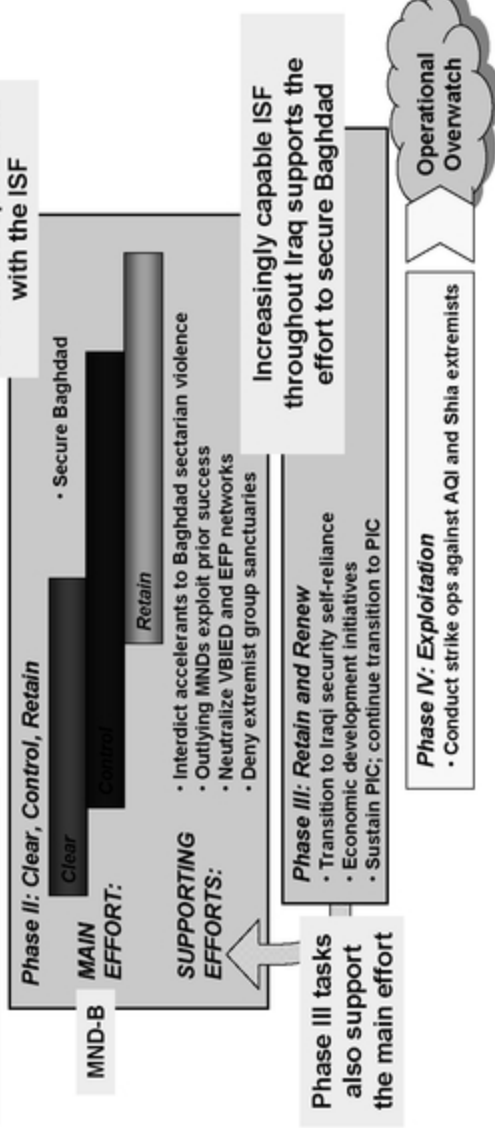 with the ISF
Phase II: Clear, Control, Retain
MND-B
MAIN
EFFORT:
Clear
Control
Retain
• Secure Baghdad
SUPPORTING
EFFORTS:
• Interdict accelerants to Baghdad sectarian violence
• Outlying MNDs exploit prior success
• Neutralize VBIED and EFP networks
• Deny extremist group sanctuaries
Increasingly capable ISF
throughout Iraq supports the
effort to secure Baghdad
Phase III: Retain and Renew
• Transition to Iraqi security self-reliance
• Economic development initiatives
• Sustain PIC; continue transition to PIC
Phase III tasks
also support
the main effort
Phase IV: Exploitation
• Conduct strike ops against AQI and Shia extremists
Operational
Overwatch